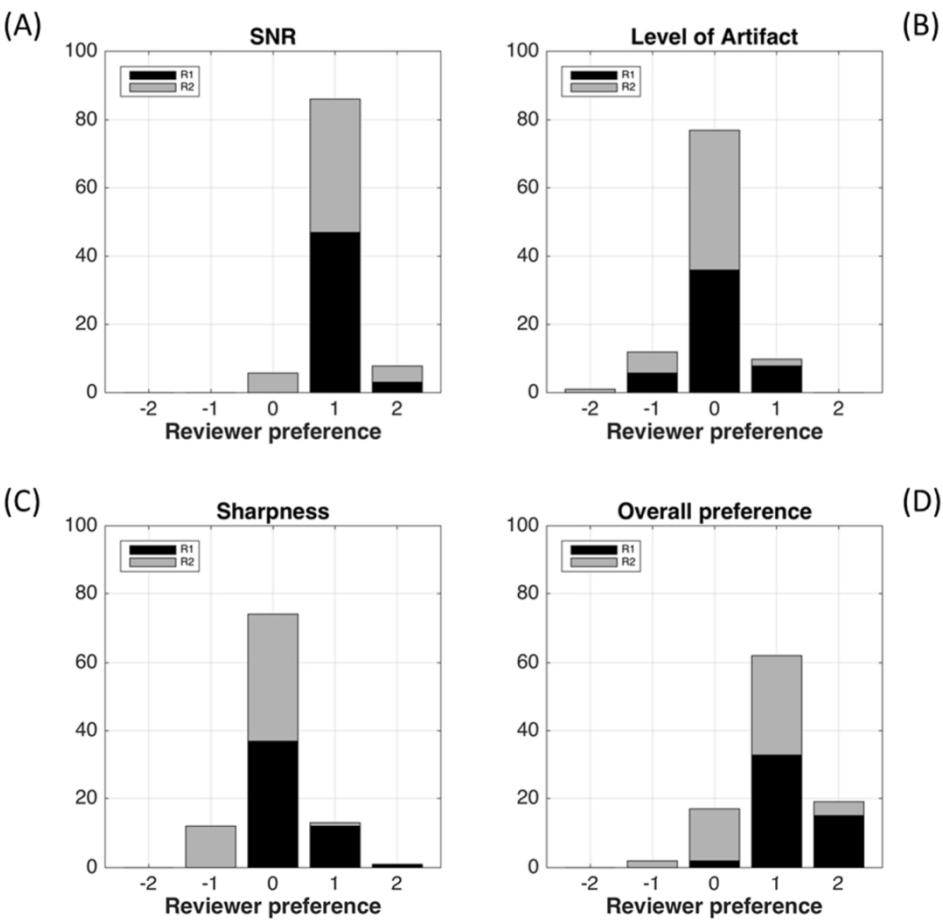 (A)
SNR
100
80
60
40
20
0
R1
R2
-2 -1 0 1 2
Reviewer preference
(B)
Level of Artifact
100
80
60
40
20
0
R1
R2
-2 -1 0 1 2
Reviewer preference
(C)
Sharpness
100
80
60
40
20
0
R1
R2
-2 -1 0 1 2
Reviewer preference
(D)
Overall preference
100
80
60
40
20
0
R1
R2
-2 -1 0 1 2
Reviewer preference